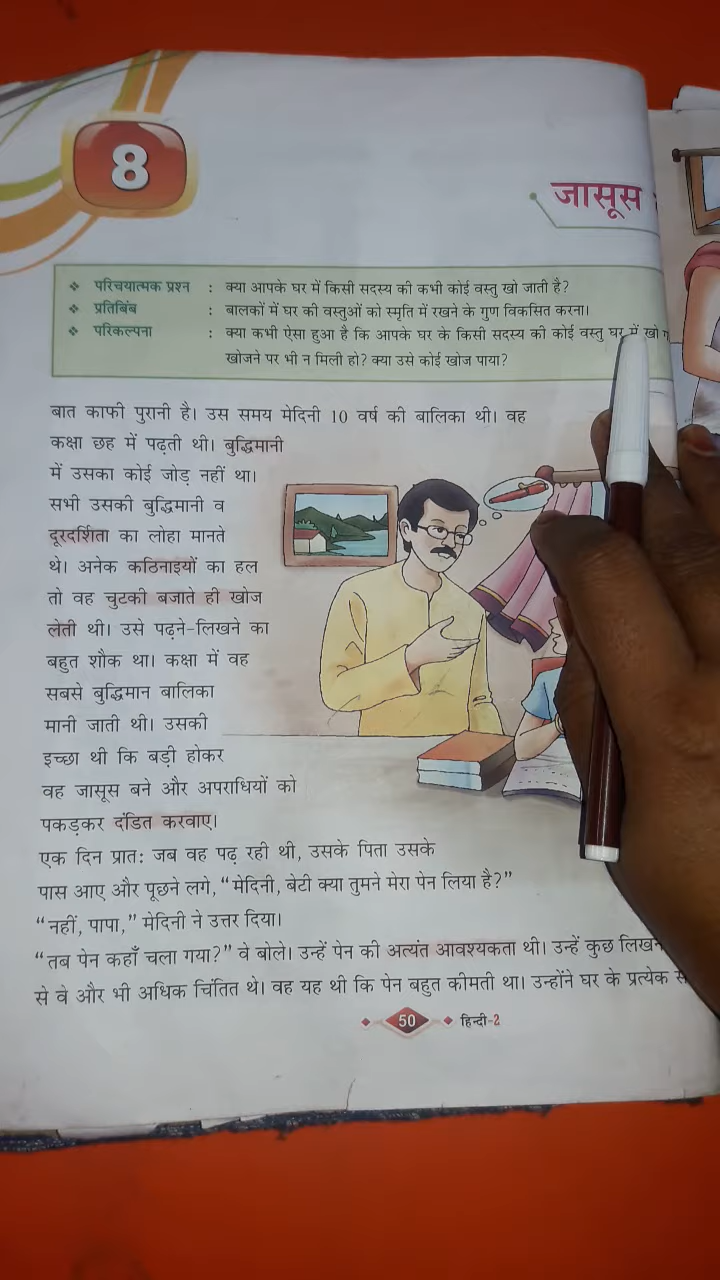 8
जासूस
❖ परिचयात्मक प्रश्न : क्या आपके घर में किसी सदस्य की कभी कोई वस्तु खो जाती है?
❖ प्रतिबिंब : बालकों में घर की वस्तुओं को स्मृति में रखने के गुण विकसित करना।
❖ परिकल्पना : क्या कभी ऐसा हुआ है कि आपके घर के किसी सदस्य की कोई वस्तु घर में खो
खोजने पर भी न मिली हो? क्या उसे कोई खोज पाया?
बात काफी पुरानी है। उस समय मेदिनी 10 वर्ष की बालिका थी। वह
कक्षा छह में पढ़ती थी। बुद्धिमानी
में उसका कोई जोड़ नहीं था।
सभी उसकी बुद्धिमानी व
दूरदर्शिता का लोहा मानते
थे। अनेक कठिनाइयों का हल
तो वह चुटकी बजाते ही खोज
लेती थी। उसे पढ़ने-लिखने का
बहुत शौक था। कक्षा में वह
सबसे बुद्धिमान बालिका
मानी जाती थी। उसकी
इच्छा थी कि बड़ी होकर
वह जासूस बने और अपराधियों को
पकड़कर दंडित करवाए।
एक दिन प्रात: जब वह पढ़ रही थी, उसके पिता उसके
पास आए और पूछने लगे, “मेदिनी, बेटी क्या तुमने मेरा पेन लिया है?”
“नहीं, पापा,” मेदिनी ने उत्तर दिया।
“तब पेन कहाँ चला गया?” वे बोले। उन्हें पेन की अत्यंत आवश्यकता थी। उन्हें कुछ
से वे और भी अधिक चिंतित थे। वह यह थी कि पेन बहुत कीमती था। उन्होंने घर के प्रत्येक
50 हिन्दी-2